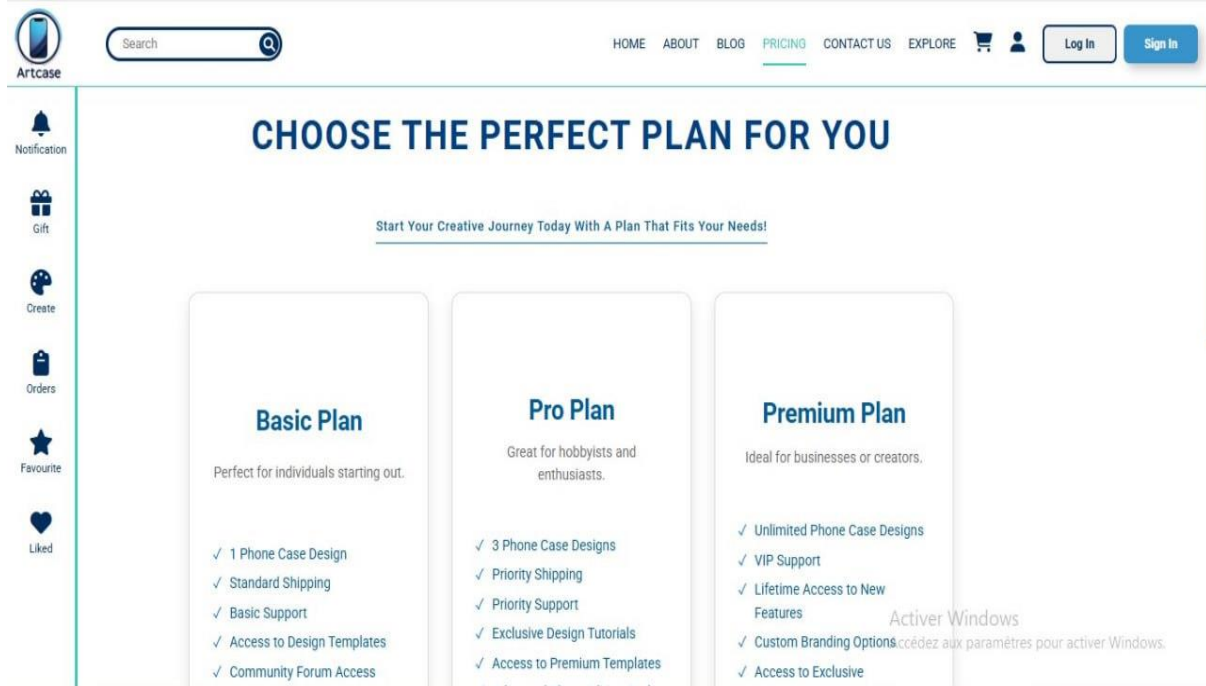 Artcase
Search
HOME
ABOUT
BLOG
PRICING
CONTACT US
EXPLORE
Log In
Sign In
Notification
Gift
Create
Orders
Favourite
Liked
CHOOSE THE PERFECT PLAN FOR YOU
Start Your Creative Journey Today With A Plan That Fits Your Needs!
Basic Plan
Perfect for individuals starting out.
✓ 1 Phone Case Design
✓ Standard Shipping
✓ Basic Support
✓ Access to Design Templates
✓ Community Forum Access
Pro Plan
Great for hobbyists and
enthusiasts.
✓ 3 Phone Case Designs
✓ Priority Shipping
✓ Priority Support
✓ Exclusive Design Tutorials
✓ Access to Premium Templates
Premium Plan
Ideal for businesses or creators.
✓ Unlimited Phone Case Designs
✓ VIP Support
✓ Lifetime Access to New
Features
✓ Custom Branding Options
✓ Access to Exclusive
Activer Windows
Accédez aux paramètres pour activer Windows.